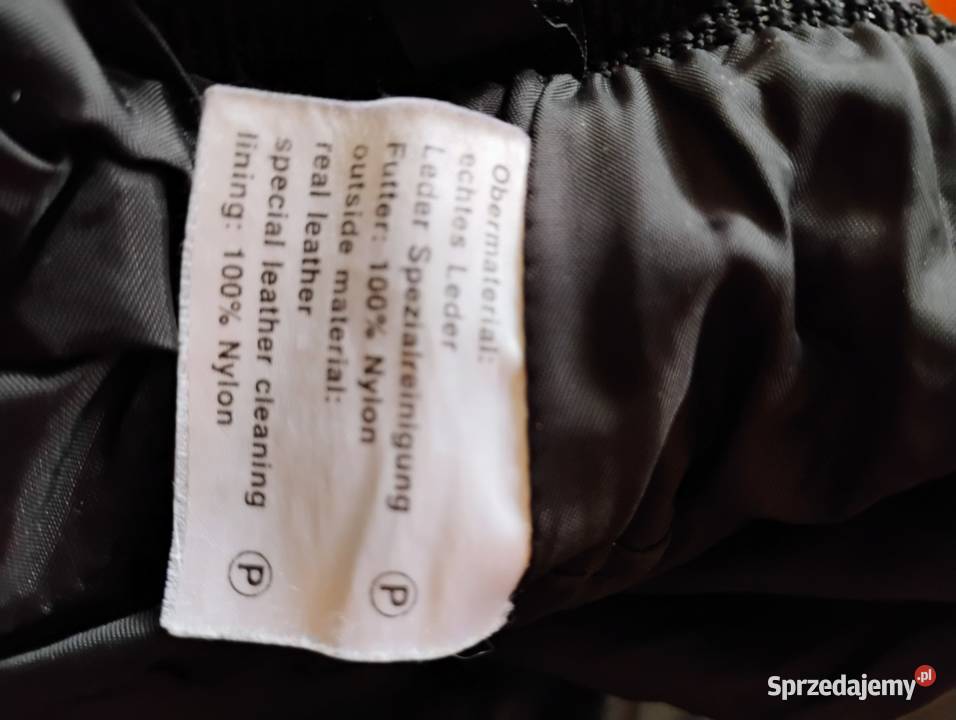 Obermaterial:
echtes Leder
Leder Spezialreinigung
Futter: 100% Nylon P
outside material:
real leather
special leather cleaning
lining: 100% Nylon P
Sprzedajemy.pl